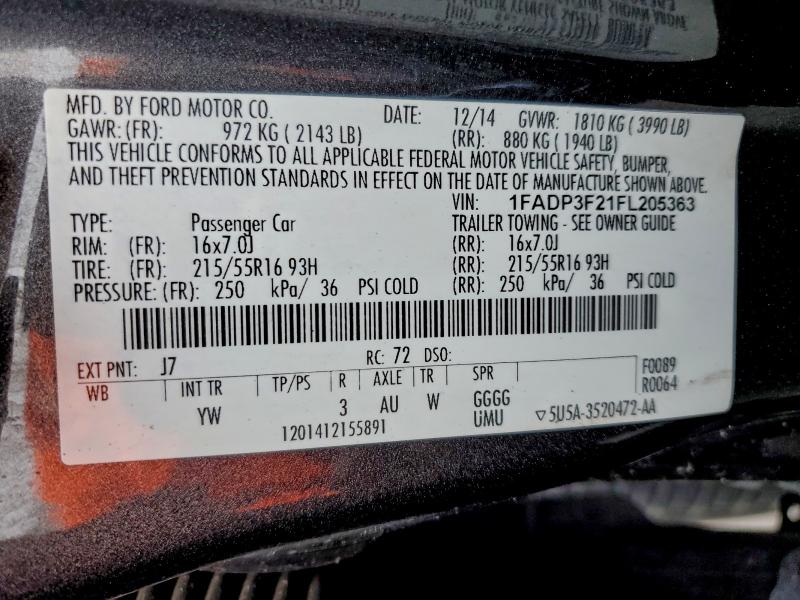 MFD. BY FORD MOTOR CO. DATE: 12/14 GVWR: 1810 KG ( 3990 LB)
GAWR: (FR): 972 KG ( 2143 LB) (RR): 880 KG ( 1940 LB)
THIS VEHICLE CONFORMS TO ALL APPLICABLE FEDERAL MOTOR VEHICLE SAFETY, BUMPER,
AND THEFT PREVENTION STANDARDS IN EFFECT ON THE DATE OF MANUFACTURE SHOWN ABOVE.
VIN: 1FADP3F21FL205363
TYPE: Passenger Car TRAILER TOWING - SEE OWNER GUIDE
RIM: (FR): 16x7.0J (RR): 16x7.0J
TIRE: (FR): 215/55R16 93H (RR): 215/55R16 93H
PRESSURE: (FR): 250 kPa/ 36 PSI COLD (RR): 250 kPa/ 36 PSI COLD
EXT PNT: J7 RC: 72 DSO: F0089
WB INT TR TP/PS R AXLE TR SPR R0064
YW 3 AU W GGGG
1201412155891 UMU ▽5U5A-3520472-AA